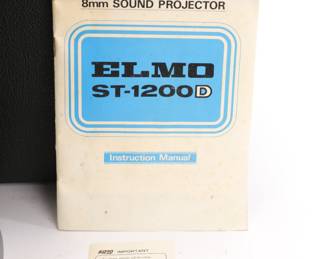 8mm SOUND PROJECTOR
ELMO
ST-1200D
Instruction Manual
IMPORTANT